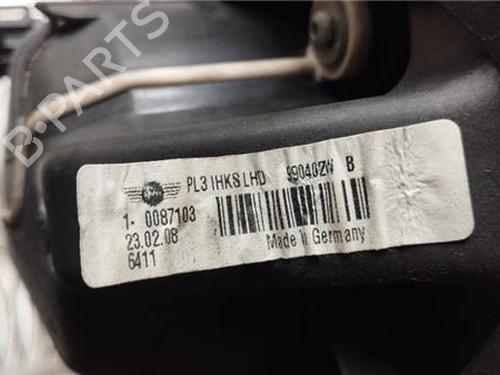 B-PARTS
PL3 IHKS LHD 990402W B
1- 0087103
23.02.08
6411
Made in Germany